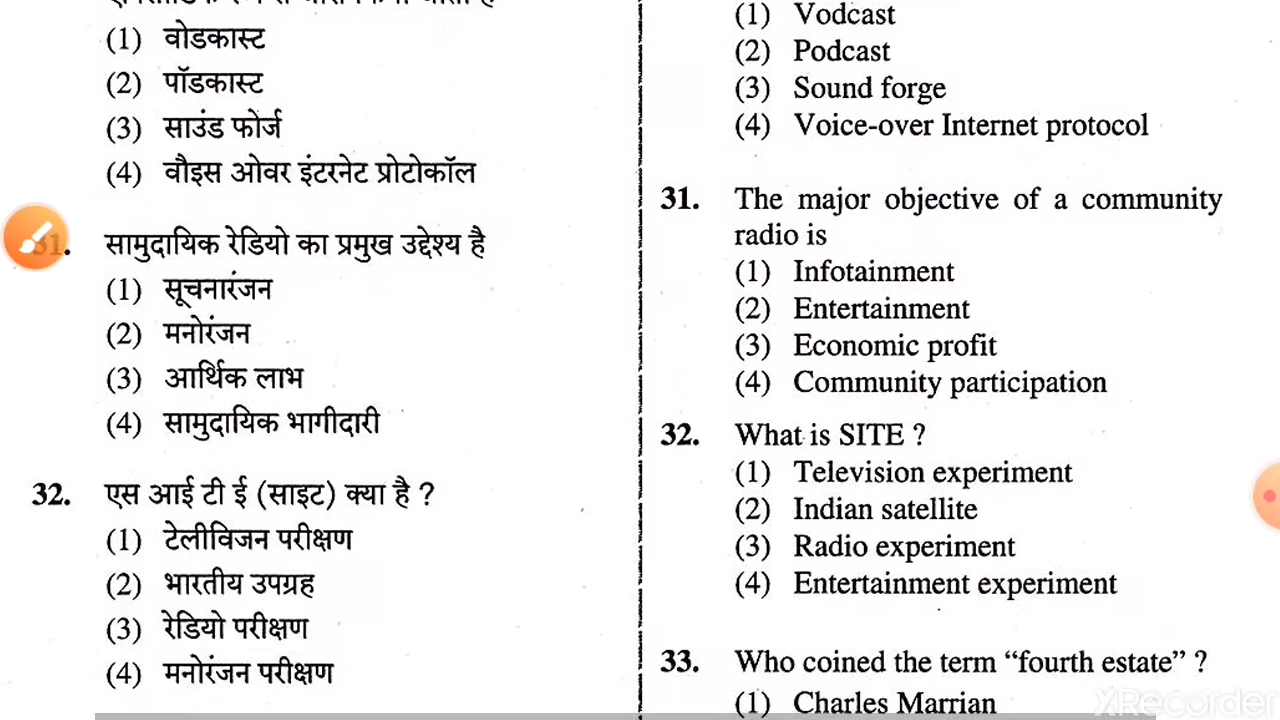 (1) वोडकास्ट
(2) पॉडकास्ट
(3) साउंड फोर्ज
(4) वौइस ओवर इंटरनेट प्रोटोकॉल
31. सामुदायिक रेडियो का प्रमुख उद्देश्य है
(1) सूचनारंजन
(2) मनोरंजन
(3) आर्थिक लाभ
(4) सामुदायिक भागीदारी
32. एस आई टी ई (साइट) क्या है ?
(1) टेलीविजन परीक्षण
(2) भारतीय उपग्रह
(3) रेडियो परीक्षण
(4) मनोरंजन परीक्षण
(1) Vodcast
(2) Podcast
(3) Sound forge
(4) Voice-over Internet protocol
31. The major objective of a community
radio is
(1) Infotainment
(2) Entertainment
(3) Economic profit
(4) Community participation
32. What is SITE ?
(1) Television experiment
(2) Indian satellite
(3) Radio experiment
(4) Entertainment experiment
33. Who coined the term “fourth estate” ?
(1) Charles Marrian
XRecorder